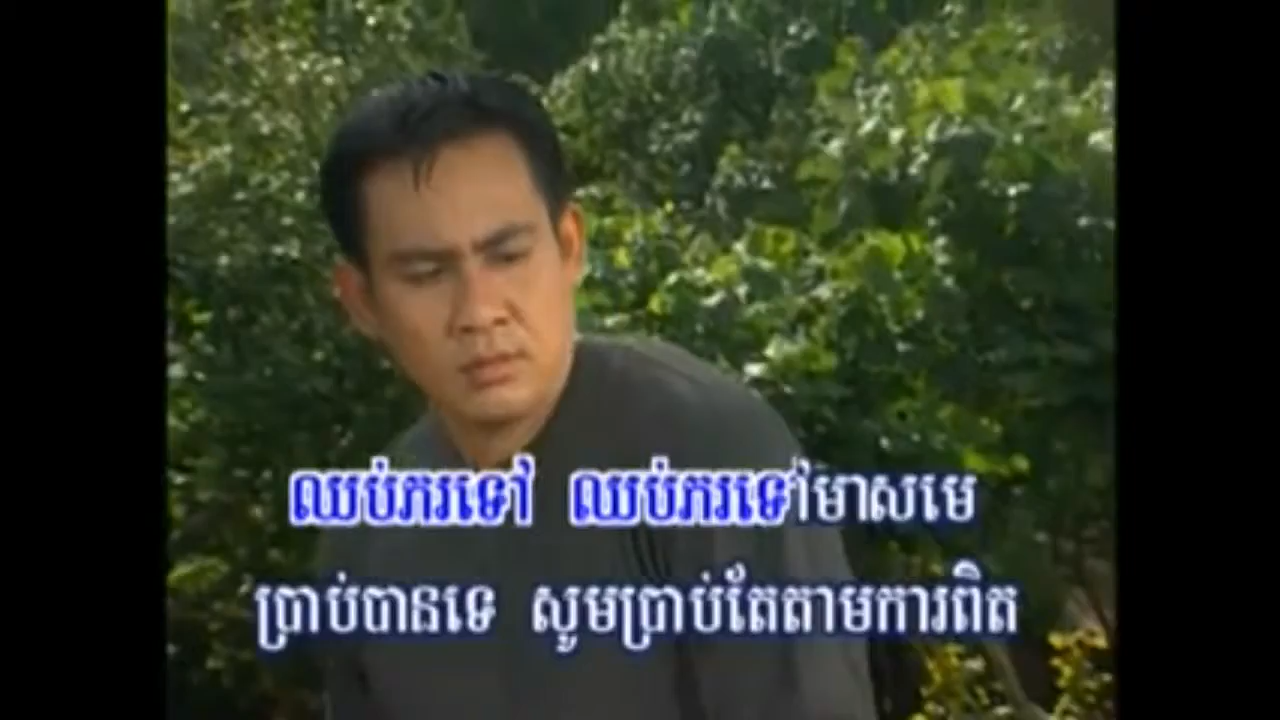 ឈប់ភរទៅ ឈប់ភរទៅមាសមេ
ប្រាប់បានទេ សូមប្រាប់តែតាមការពិត